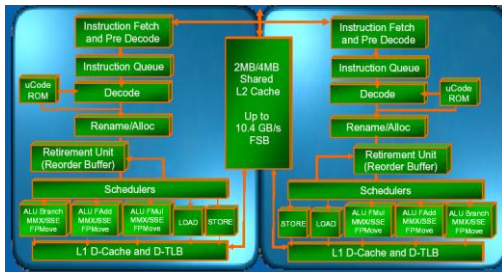 Instruction Fetch
and Pre Decode
Instruction Queue
uCode
ROM
Decode
Rename/Alloc
Retirement Unit
(Reorder Buffer)
Schedulers
ALU Branch
MMX/SSE
FPMove
ALU FAdd
MMX/SSE
FPMove
ALU FMul
MMX/SSE
FPMove
LOAD
STORE
L1 D-Cache and D-TLB
2MB/4MB
Shared
L2 Cache
Up to
10.4 GB/s
FSB
Instruction Fetch
and Pre Decode
Instruction Queue
uCode
ROM
Decode
Rename/Alloc
Retirement Unit
(Reorder Buffer)
Schedulers
STORE
LOAD
ALU FMul
MMX/SSE
FPMove
ALU FAdd
MMX/SSE
FPMove
ALU Branch
MMX/SSE
FPMove
L1 D-Cache and D-TLB